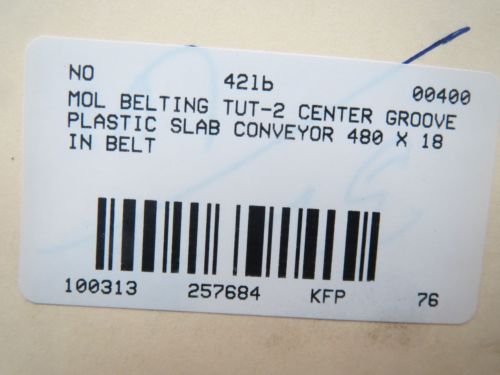 NO 42lb 00400
MOL BELTING TUT-2 CENTER GROOVE
PLASTIC SLAB CONVEYOR 480 X 18
IN BELT
100313 257684 KFP 76